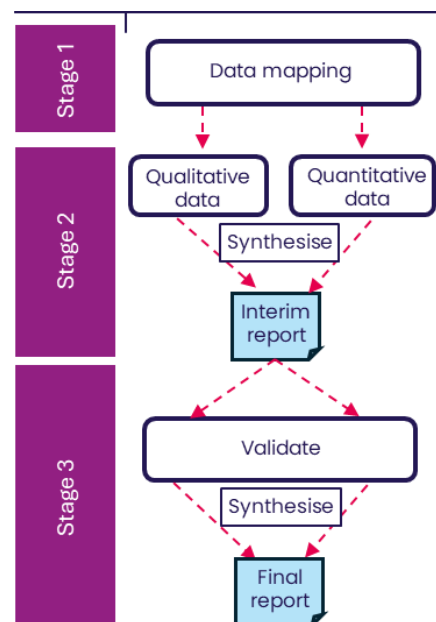 Stage 1
Data mapping
Stage 2
Qualitative
data
Quantitative
data
Synthesise
Interim
report
Stage 3
Validate
Synthesise
Final
report